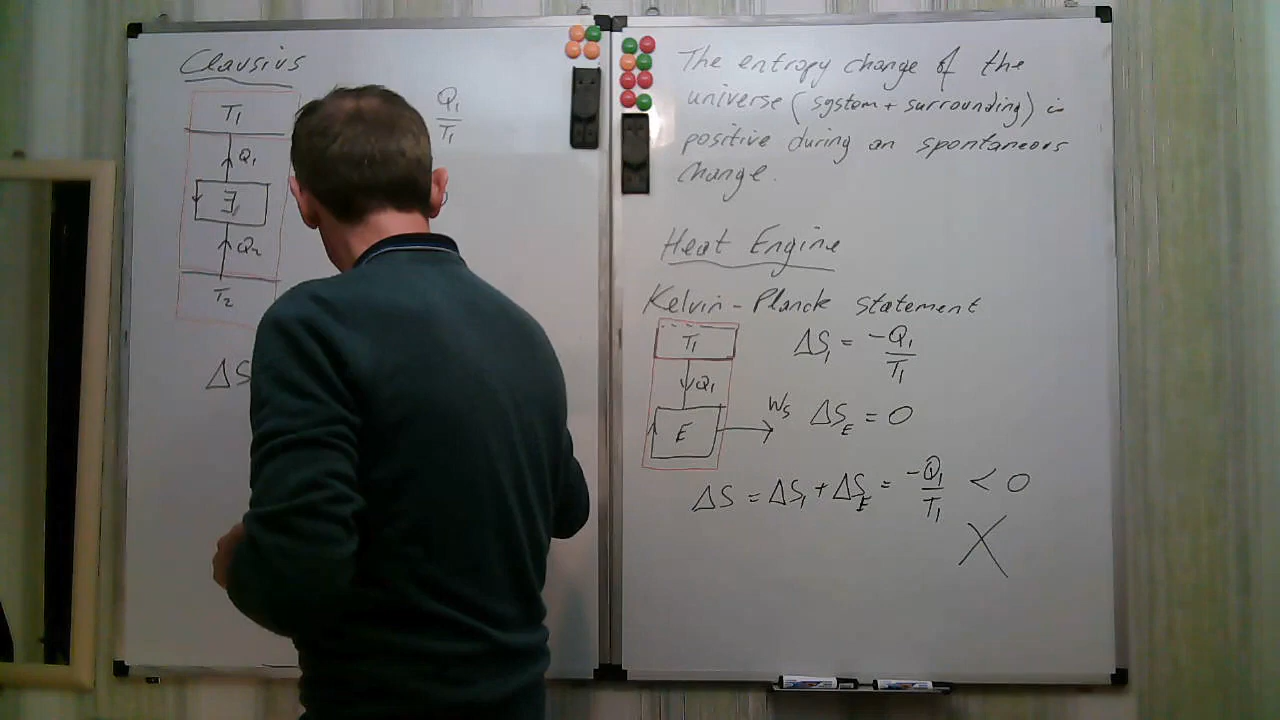 Clausius
T₁
Q₁
Ǝ
Q₂
T₂
Q₁
T₁
ΔS
The entropy change of the
universe (system + surrounding) is
positive during an spontaneous
change.
Heat Engine
Kelvin-Planck statement
T₁
Q₁
E
Ws
ΔS₁ = -Q₁/T₁
ΔS_E = 0
ΔS = ΔS₁ + ΔS_E = -Q₁/T₁ < 0
X